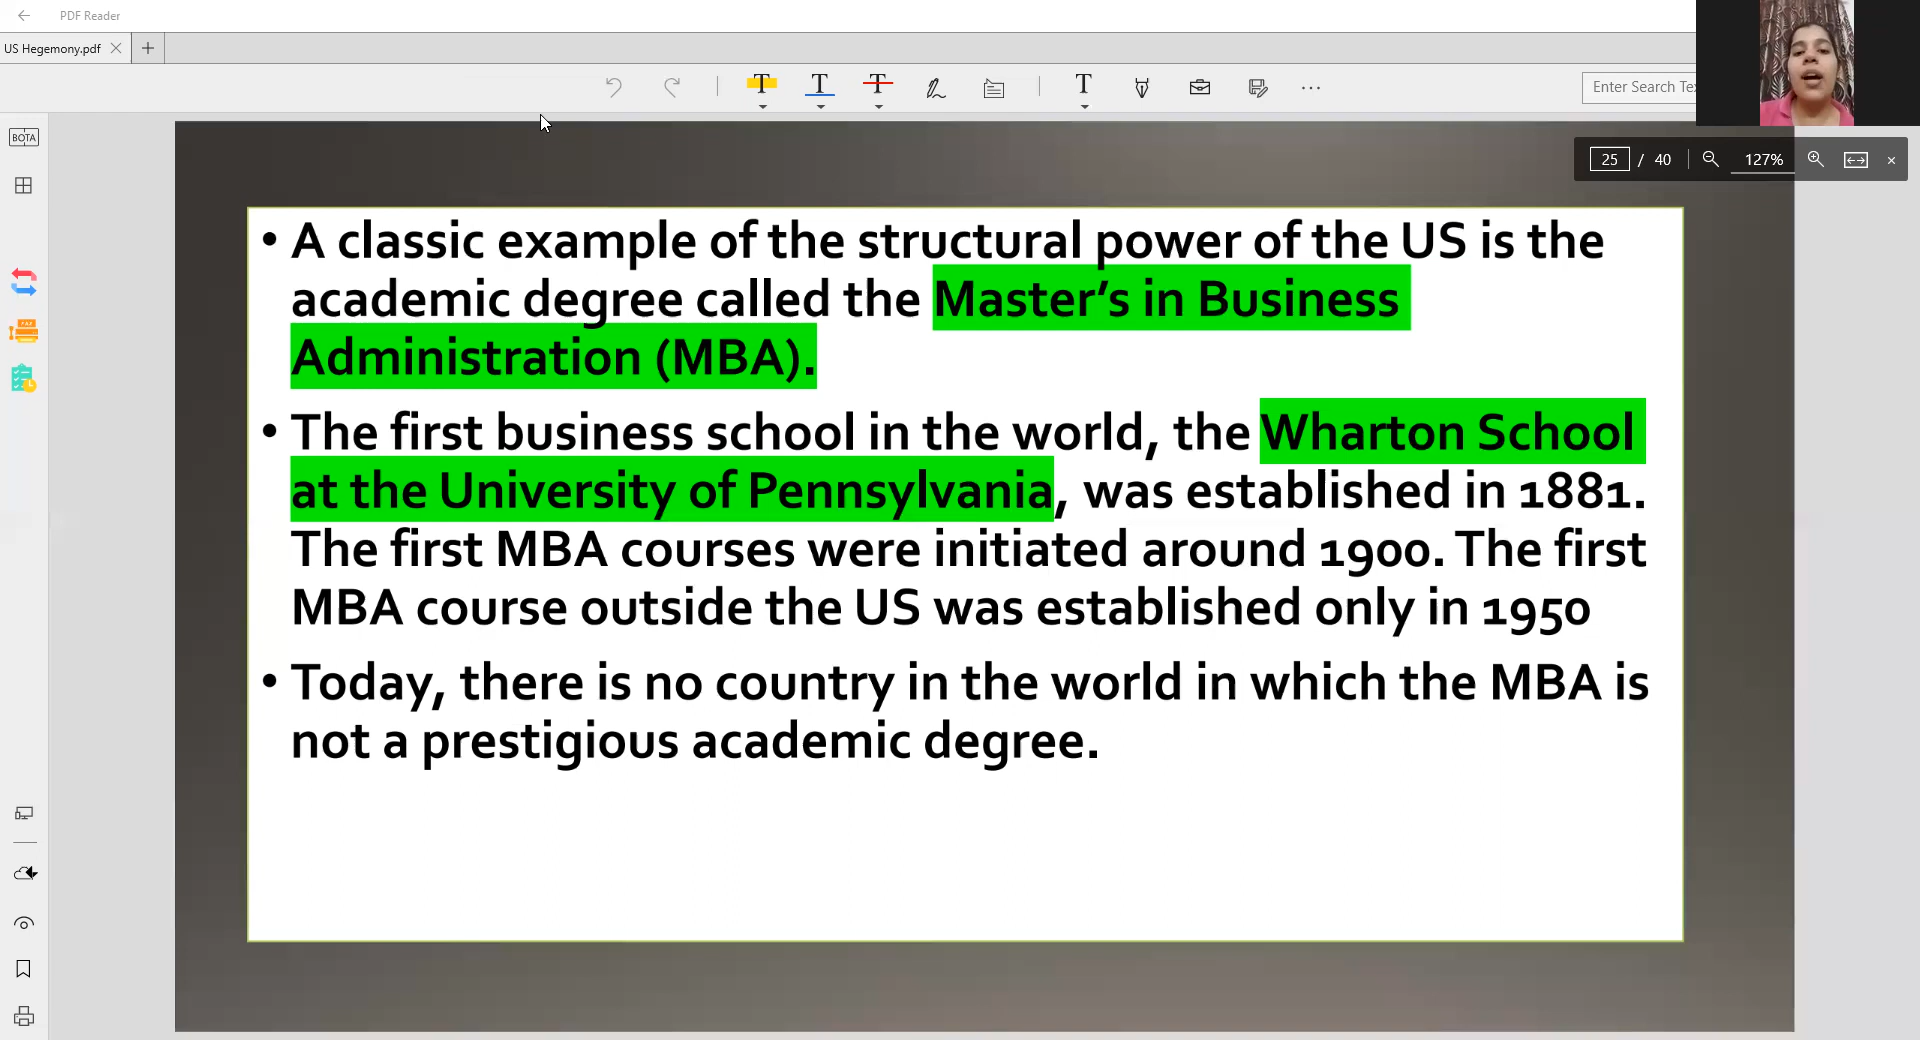 PDF Reader
US Hegemony.pdf
Enter Search Te
BOTA
25 / 40 127%
• A classic example of the structural power of the US is the
academic degree called the Master’s in Business
Administration (MBA).
• The first business school in the world, the Wharton School
at the University of Pennsylvania, was established in 1881.
The first MBA courses were initiated around 1900. The first
MBA course outside the US was established only in 1950
• Today, there is no country in the world in which the MBA is
not a prestigious academic degree.